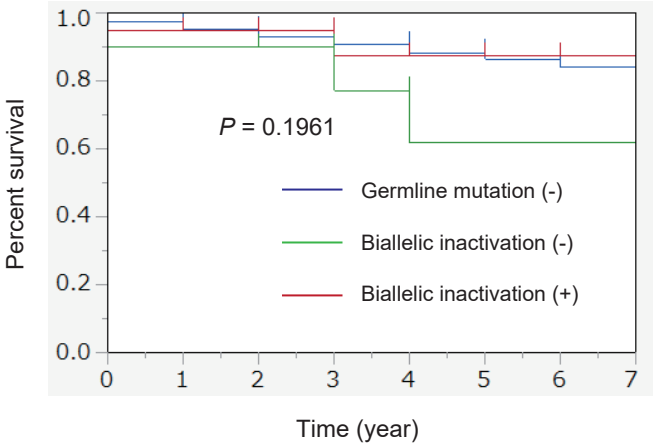 Percent survival
1.0
0.8
0.6
0.4
0.2
0.0
P = 0.1961
Germline mutation (-)
Biallelic inactivation (-)
Biallelic inactivation (+)
0 1 2 3 4 5 6 7
Time (year)